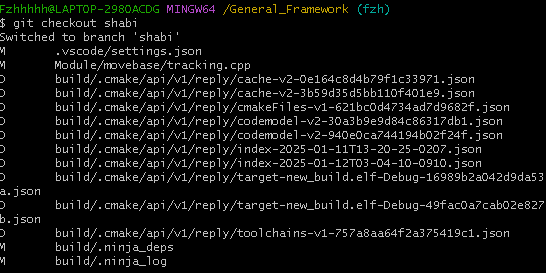 Fzhhhhh@LAPTOP-298OACDG MINGW64 /General_Framework (fzh)
$ git checkout shabi
Switched to branch 'shabi'
M       .vscode/settings.json
M       Module/movebase/tracking.cpp
D       build/.cmake/api/v1/reply/cache-v2-0e164c8d4b79f1c33971.json
D       build/.cmake/api/v1/reply/cache-v2-3b59d35d5bb110f401e9.json
D       build/.cmake/api/v1/reply/cmakeFiles-v1-621bc0d4734ad7d9682f.json
D       build/.cmake/api/v1/reply/codemodel-v2-30a3b9e9d84c86317db1.json
D       build/.cmake/api/v1/reply/codemodel-v2-940e0ca744194b02f24f.json
D       build/.cmake/api/v1/reply/index-2025-01-11T13-20-25-0207.json
D       build/.cmake/api/v1/reply/index-2025-01-12T03-04-10-0910.json
D       build/.cmake/api/v1/reply/target-new_build.elf-Debug-16989b2a042d9da53
a.json
D       build/.cmake/api/v1/reply/target-new_build.elf-Debug-49fac0a7cab02e827
b.json
D       build/.cmake/api/v1/reply/toolchains-v1-757a8aa64f2a375419c1.json
M       build/.ninja_deps
M       build/.ninja_log